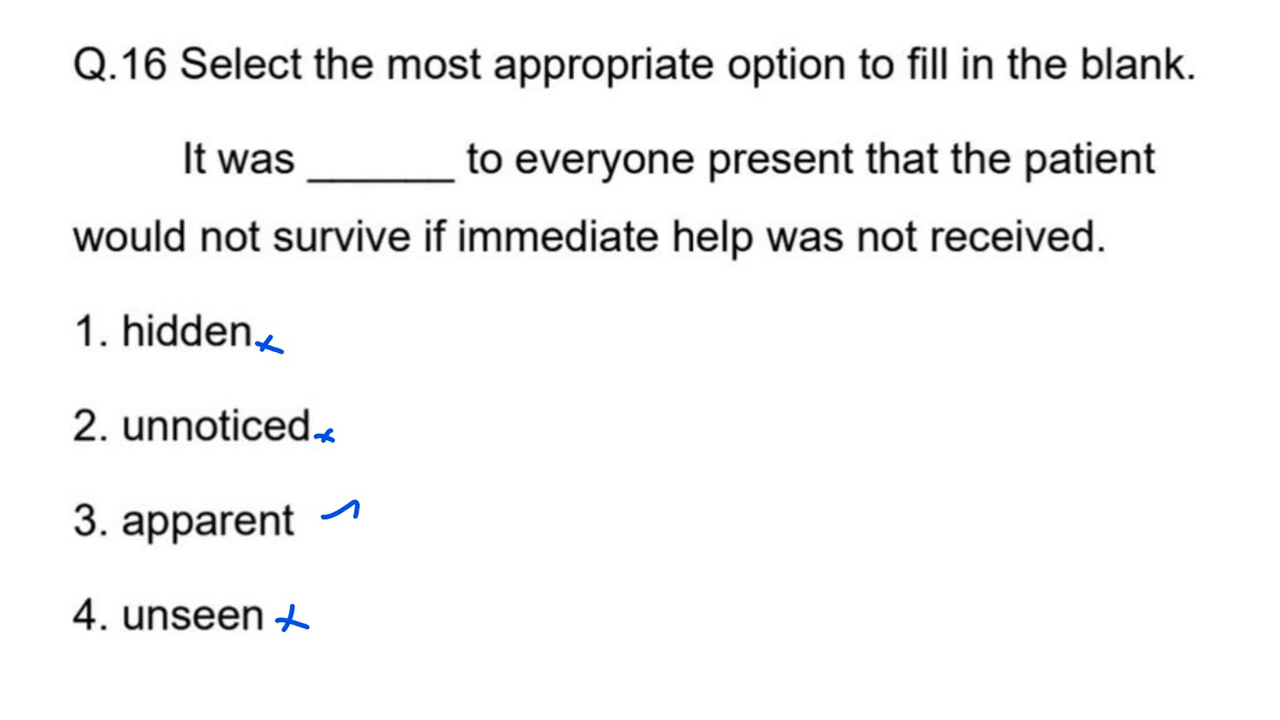 Q.16 Select the most appropriate option to fill in the blank.
It was ______ to everyone present that the patient
would not survive if immediate help was not received.
1. hidden
2. unnoticed
3. apparent
4. unseen